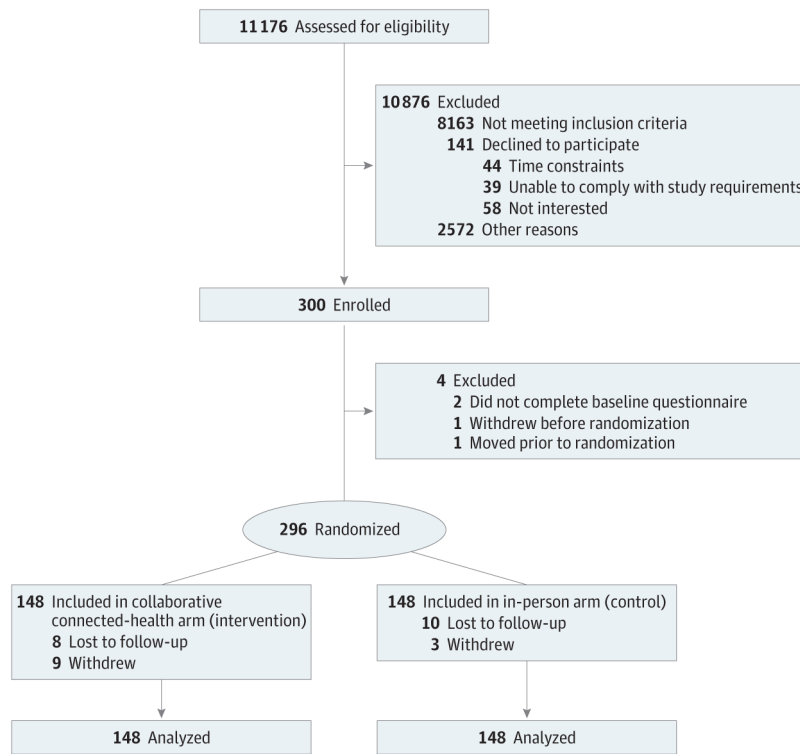 11 176 Assessed for eligibility
10 876 Excluded
8163 Not meeting inclusion criteria
141 Declined to participate
44 Time constraints
39 Unable to comply with study requirements
58 Not interested
2572 Other reasons
300 Enrolled
4 Excluded
2 Did not complete baseline questionnaire
1 Withdrew before randomization
1 Moved prior to randomization
296 Randomized
148 Included in collaborative
connected-health arm (intervention)
8 Lost to follow-up
9 Withdrew
148 Included in in-person arm (control)
10 Lost to follow-up
3 Withdrew
148 Analyzed
148 Analyzed